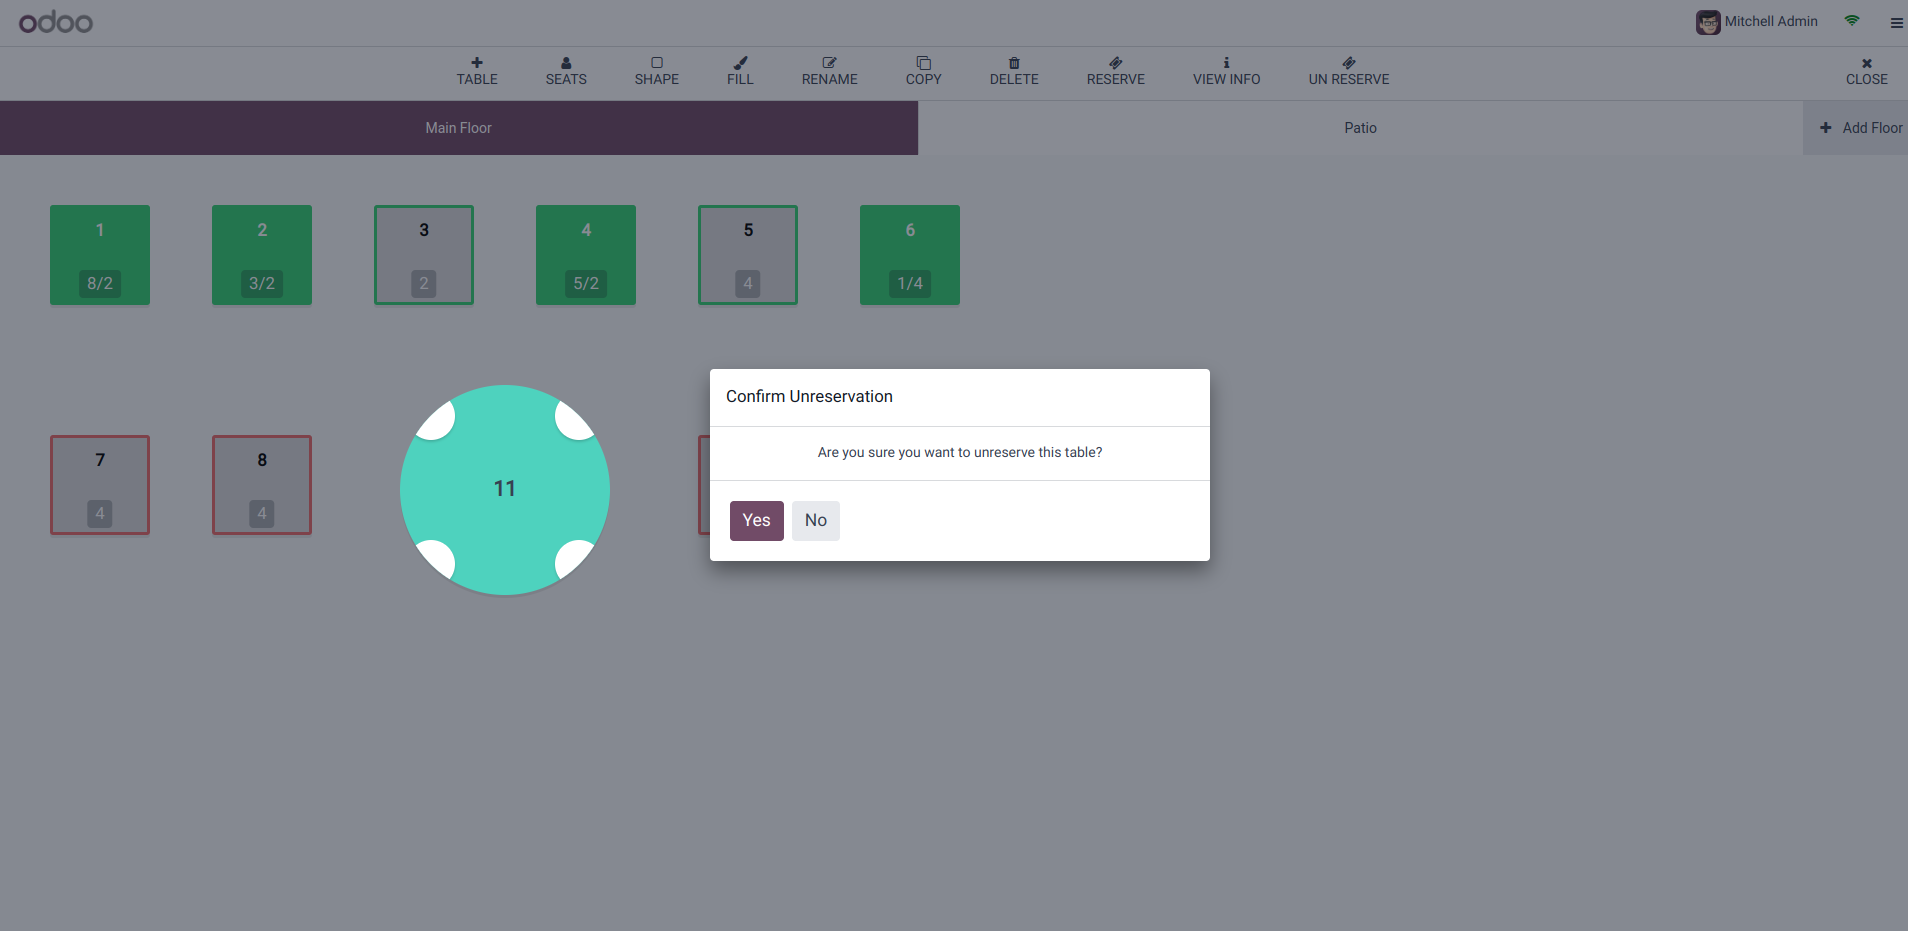 odoo
Mitchell Admin
TABLE SEATS SHAPE FILL RENAME COPY DELETE RESERVE VIEW INFO UN RESERVE CLOSE
Main Floor Patio Add Floor
1 2 3 4 5 6
8/2 3/2 2 5/2 4 1/4
Confirm Unreservation
Are you sure you want to unreserve this table?
7 8 11
4 4
Yes No